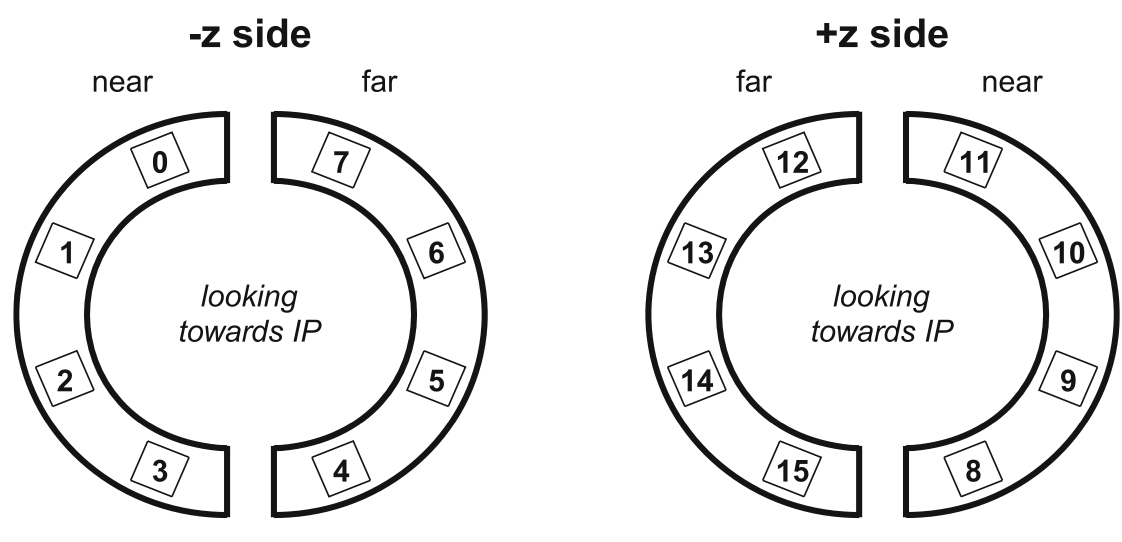 -z side
near far
0 7
1 6
looking
towards IP
2 5
3 4
+z side
far near
12 11
13 10
looking
towards IP
14 9
15 8